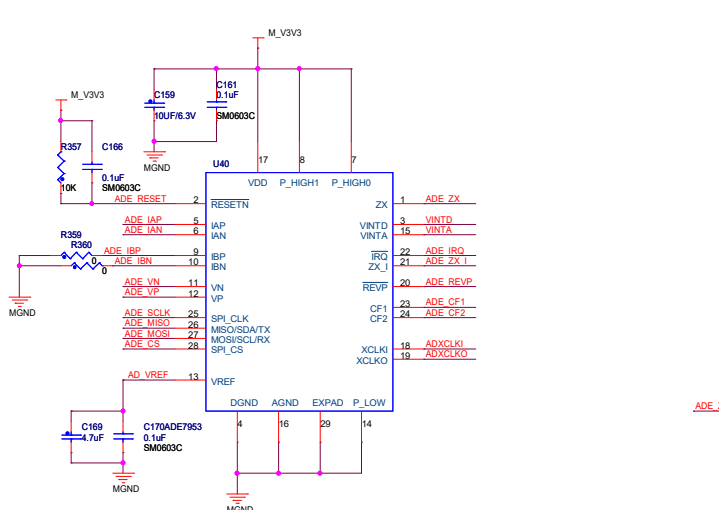 M_V3V3
C161
0.1uF
SM0603C
C159
10UF/6.3V
MGND
M_V3V3
R357
10K
C166
0.1uF
SM0603C
U40
17
8
7
VDD
P_HIGH1
P_HIGH0
ADE_RESET
2
RESETN
ZX
1
ADE_ZX
ADE_IAP
5
IAP
ADE_IAN
6
IAN
VINTD
3
VINTD
VINTA
15
VINTA
R359
R360
0
0
ADE_IBP
9
IBP
ADE_IBN
10
IBN
IRQ
22
ADE_IRQ
ZX_I
21
ADE_ZX_I
MGND
ADE_VN
11
VN
ADE_VP
12
VP
REVP
20
ADE_REVP
ADE_SCLK
25
SPI_CLK
ADE_MISO
26
MISO/SDA/TX
ADE_MOSI
27
MOSI/SCL/RX
ADE_CS
28
SPI_CS
CF1
23
ADE_CF1
CF2
24
ADE_CF2
XCLKI
18
ADXCLKI
XCLKO
19
ADXCLKO
AD_VREF
13
VREF
DGND
AGND
EXPAD
P_LOW
4
16
29
14
C169
4.7uF
C170
ADE7953
0.1uF
SM0603C
MGND
MGND